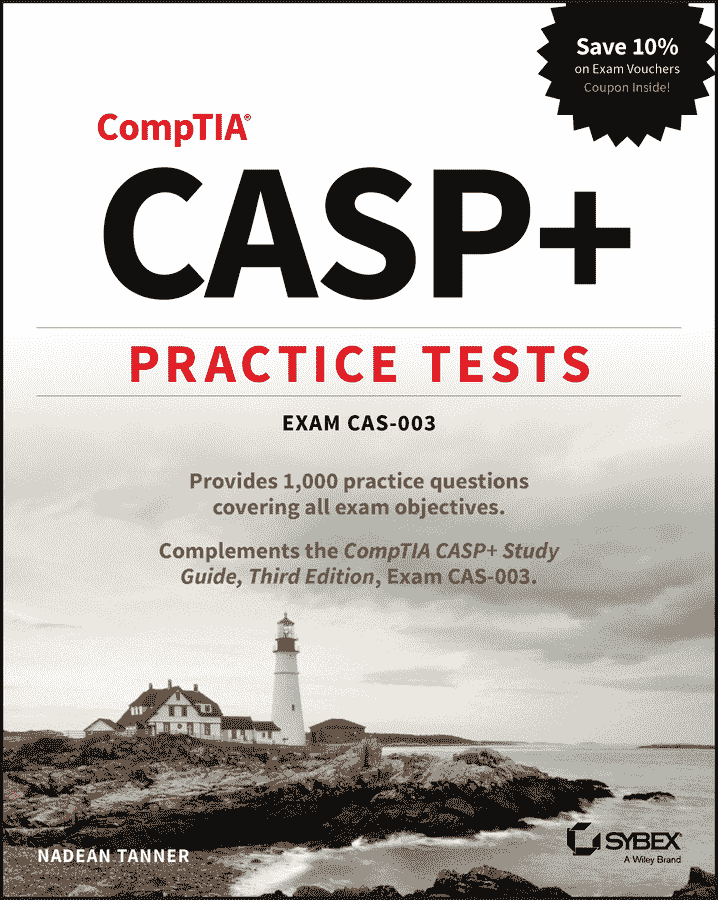 Save 10%
on Exam Vouchers
Coupon Inside!
CompTIA®
CASP+
PRACTICE TESTS
EXAM CAS-003
Provides 1,000 practice questions
covering all exam objectives.
Complements the CompTIA CASP+ Study
Guide, Third Edition, Exam CAS-003.
NADEAN TANNER
SYBEX®
A Wiley Brand